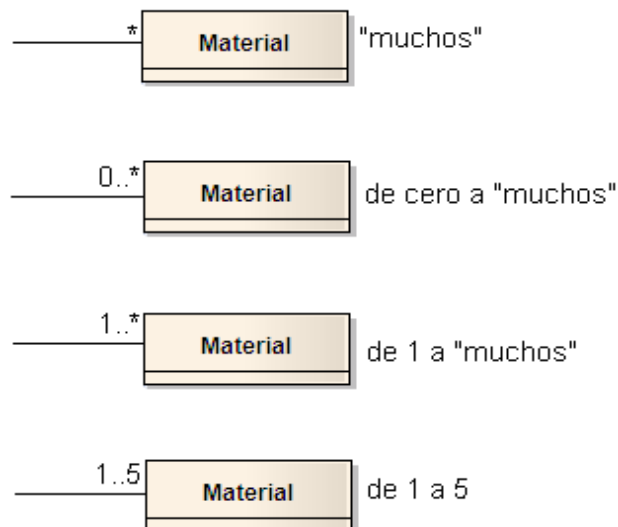 * Material "muchos"
0..* Material de cero a "muchos"
1..* Material de 1 a "muchos"
1..5 Material de 1 a 5